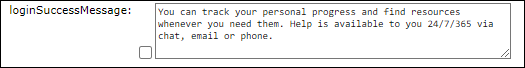 loginSuccessMessage:
You can track your personal progress and find resources
whenever you need them. Help is available to you 24/7/365 via
chat, email or phone.